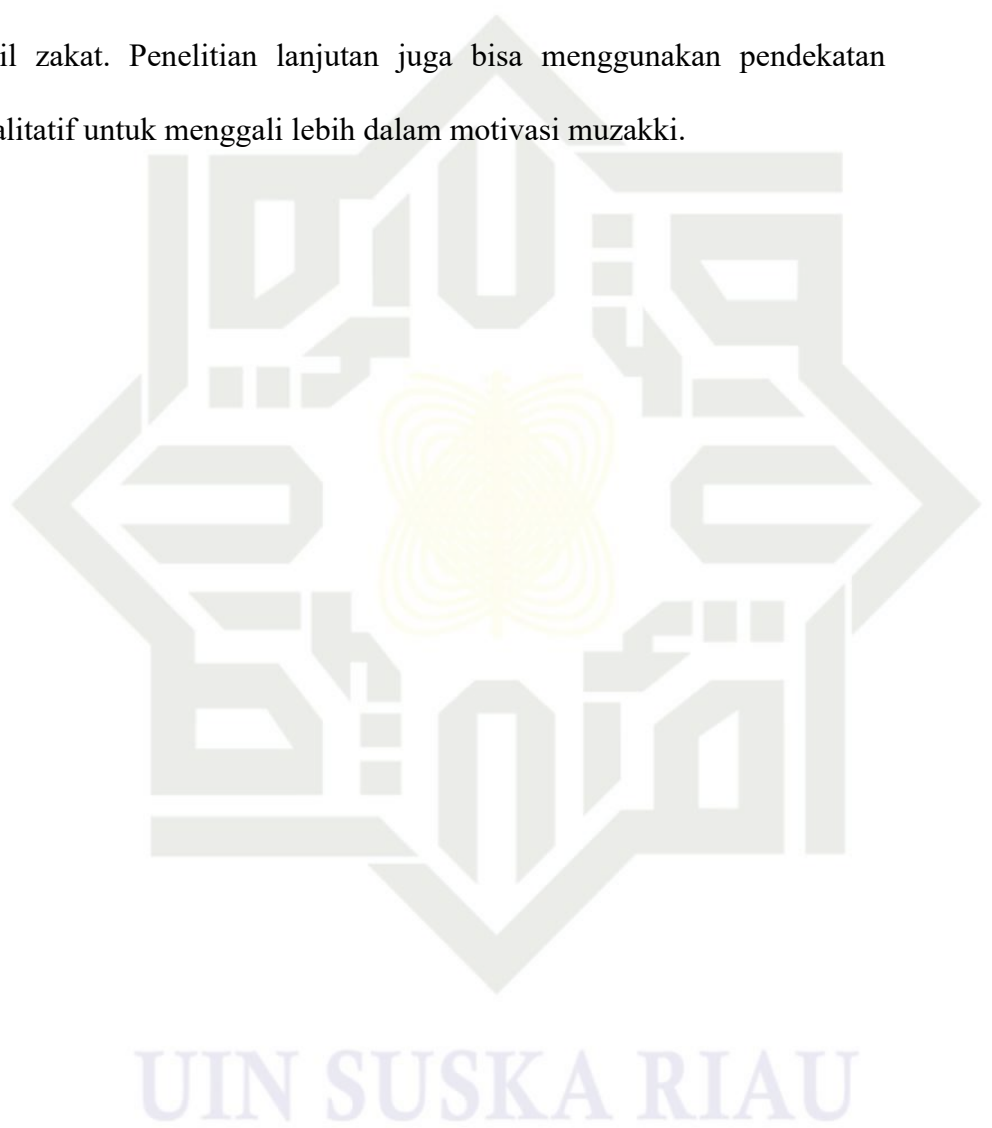 il zakat. Penelitian lanjutan juga bisa menggunakan pendekatan
alitatif untuk menggali lebih dalam motivasi muzakki.
UIN SUSKA RIAU